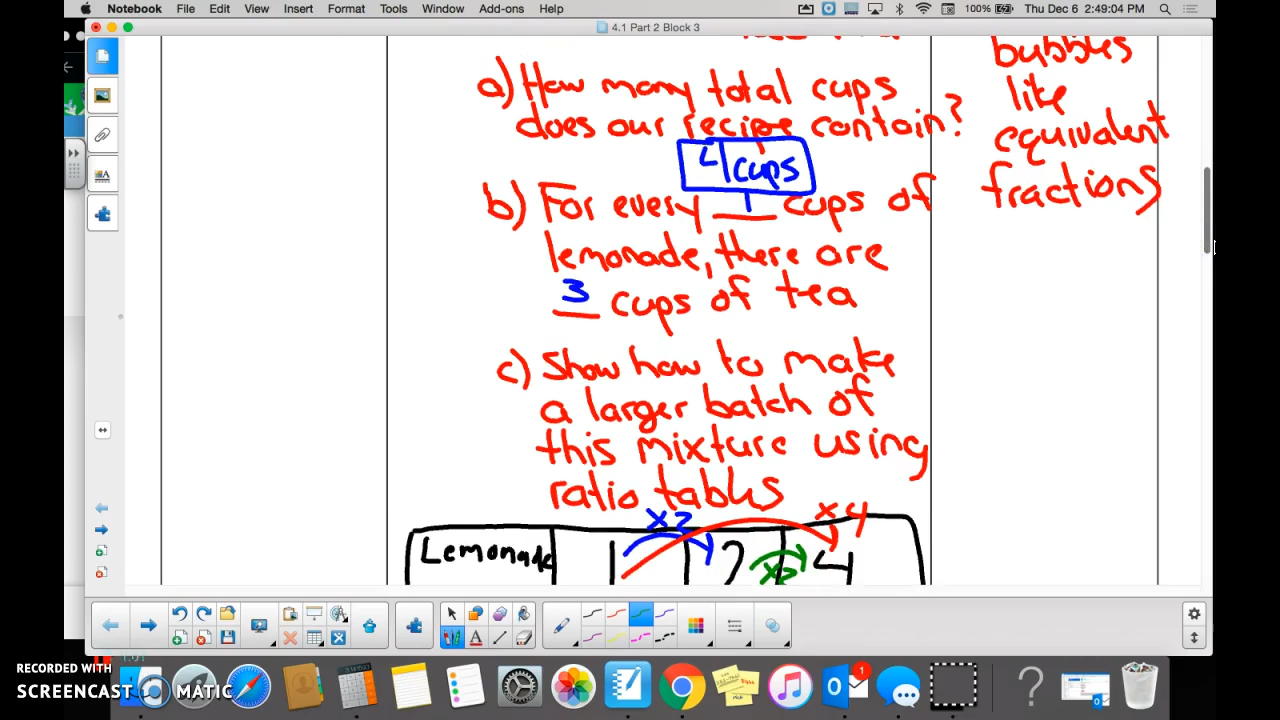 Notebook File Edit View Insert Format Tools Window Add-ons Help 100% Thu Dec 6 2:49:04 PM
4.1 Part 2 Block 3
a) How many total cups
does our recipe contain?
4 cups
b) For every 1 cups of
lemonade, there are
3 cups of tea
c) Show how to make
a larger batch of
this mixture using
ratio tables
x2 x4
Lemonade 1 2 4
x2
bubbles
like
equivalent
fractions
RECORDED WITH
SCREENCAST MATIC
1